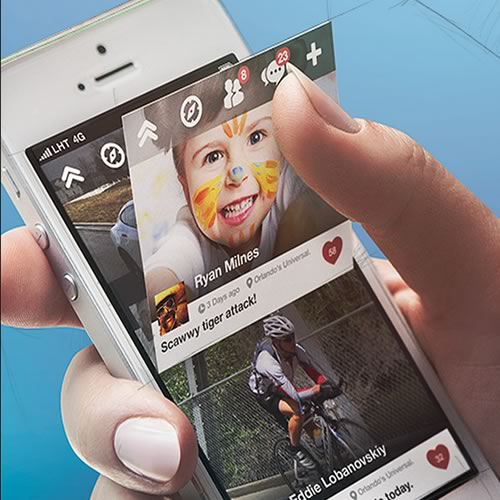 LHT 4G
8
23
Ryan Milnes
3 Days ago Orlando's Universal.
58
Scawwy tiger attack!
Eddie Lobanovskiy
Orlando's Universal.
32
today.